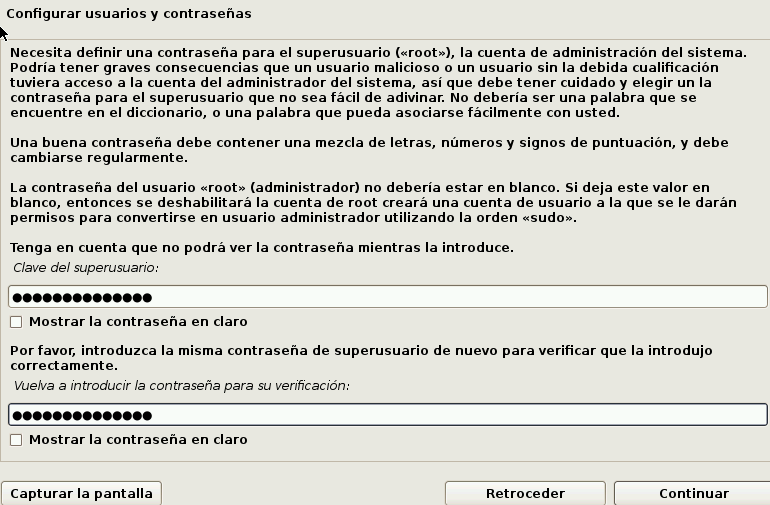 Configurar usuarios y contraseñas
Necesita definir una contraseña para el superusuario («root»), la cuenta de administración del sistema.
Podría tener graves consecuencias que un usuario malicioso o un usuario sin la debida cualificación
tuviera acceso a la cuenta del administrador del sistema, así que debe tener cuidado y elegir un la
contraseña para el superusuario que no sea fácil de adivinar. No debería ser una palabra que se
encuentre en el diccionario, o una palabra que pueda asociarse fácilmente con usted.
Una buena contraseña debe contener una mezcla de letras, números y signos de puntuación, y debe
cambiarse regularmente.
La contraseña del usuario «root» (administrador) no debería estar en blanco. Si deja este valor en
blanco, entonces se deshabilitará la cuenta de root creará una cuenta de usuario a la que se le darán
permisos para convertirse en usuario administrador utilizando la orden «sudo».
Tenga en cuenta que no podrá ver la contraseña mientras la introduce.
Clave del superusuario:
●●●●●●●●●●●●●●
Mostrar la contraseña en claro
Por favor, introduzca la misma contraseña de superusuario de nuevo para verificar que la introdujo
correctamente.
Vuelva a introducir la contraseña para su verificación:
●●●●●●●●●●●●●●
Mostrar la contraseña en claro
Capturar la pantalla
Retroceder
Continuar